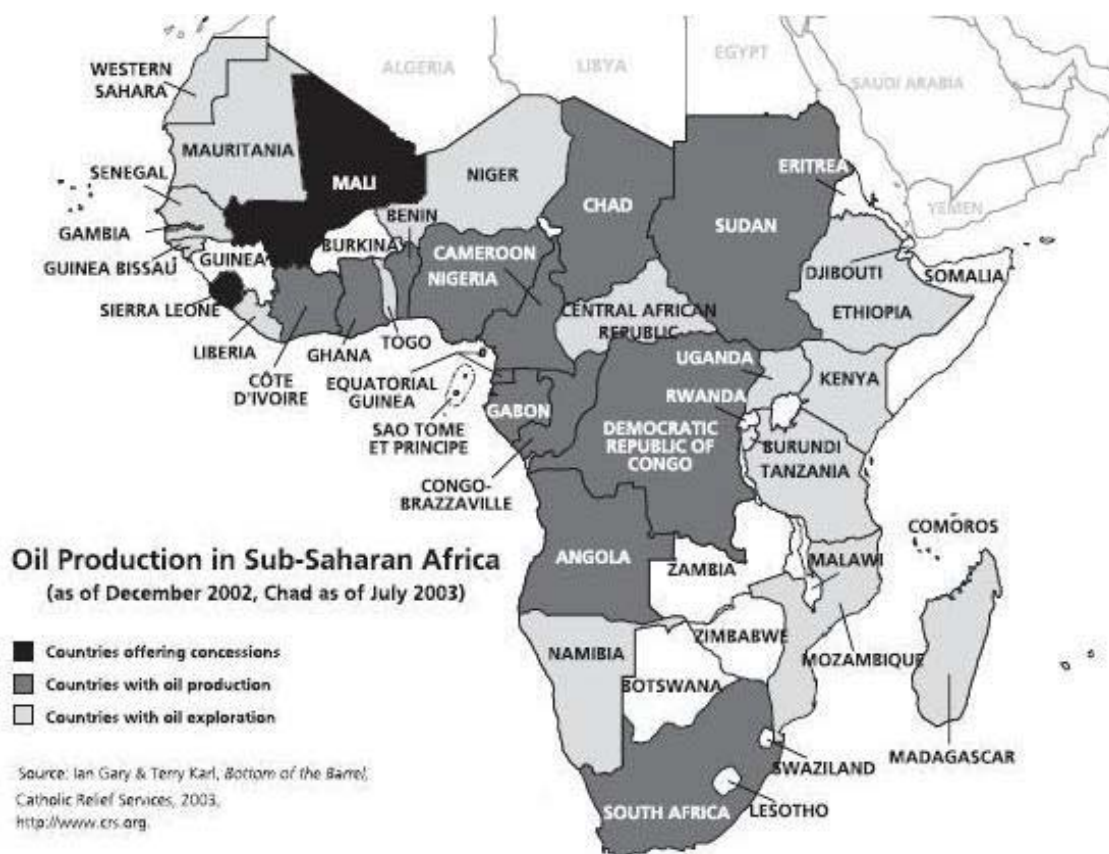 ALGERIA
LIBYA
EGYPT
SAUDI ARABIA
YEMEN
WESTERN
SAHARA
MAURITANIA
SENEGAL
GAMBIA
GUINEA BISSAU
GUINEA
SIERRA LEONE
LIBERIA
MALI
BURKINA
CÔTE
D'IVOIRE
GHANA
TOGO
BENIN
NIGER
CAMEROON
NIGERIA
CHAD
SUDAN
ERITREA
DJIBOUTI
SOMALIA
ETHIOPIA
CENTRAL AFRICAN
REPUBLIC
EQUATORIAL
GUINEA
SAO TOME
ET PRINCIPE
GABON
CONGO-
BRAZZAVILLE
DEMOCRATIC
REPUBLIC OF
CONGO
UGANDA
RWANDA
KENYA
BURUNDI
TANZANIA
ANGOLA
ZAMBIA
MALAWI
COMÕROS
ZIMBABWE
MOZAMBIQUE
NAMIBIA
BOTSWANA
MADAGASCAR
SWAZILAND
LESOTHO
SOUTH AFRICA
Oil Production in Sub-Saharan Africa
(as of December 2002, Chad as of July 2003)
Countries offering concessions
Countries with oil production
Countries with oil exploration
Source: Ian Gary & Terry Karl, Bottom of the Barrel,
Catholic Relief Services, 2003,
http://www.crs.org.